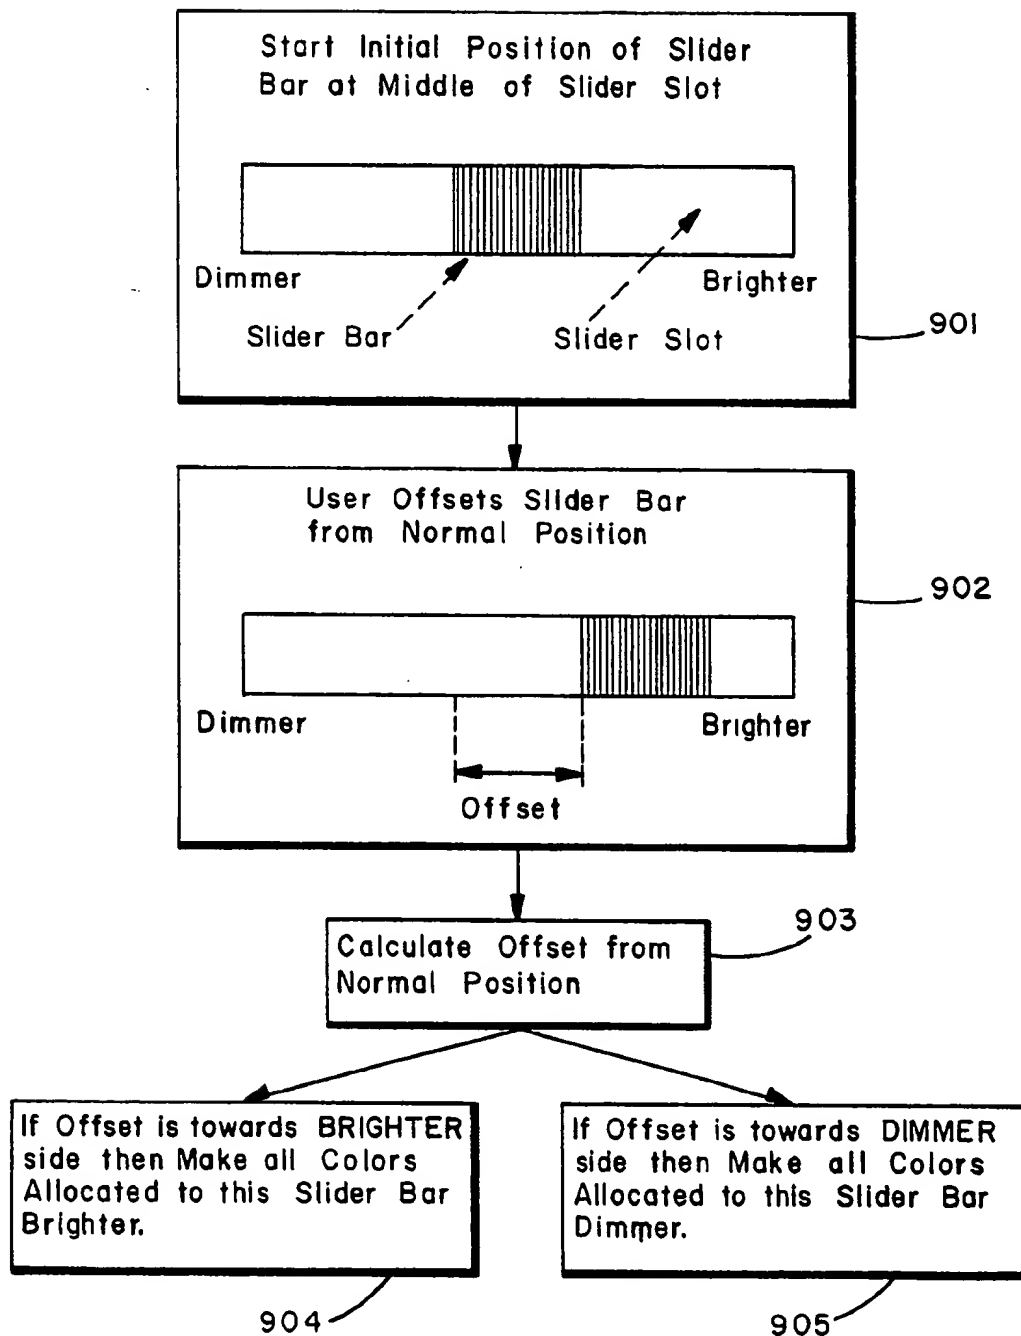 Start Initial Position of Slider
Bar at Middle of Slider Slot
Dimmer
Brighter
Slider Bar
Slider Slot
901
User Offsets Slider Bar
from Normal Position
902
Dimmer
Brighter
Offset
903
Calculate Offset from
Normal Position
If Offset is towards BRIGHTER
side then Make all Colors
Allocated to this Slider Bar
Brighter.
904
If Offset is towards DIMMER
side then Make all Colors
Allocated to this Slider Bar
Dimmer.
905